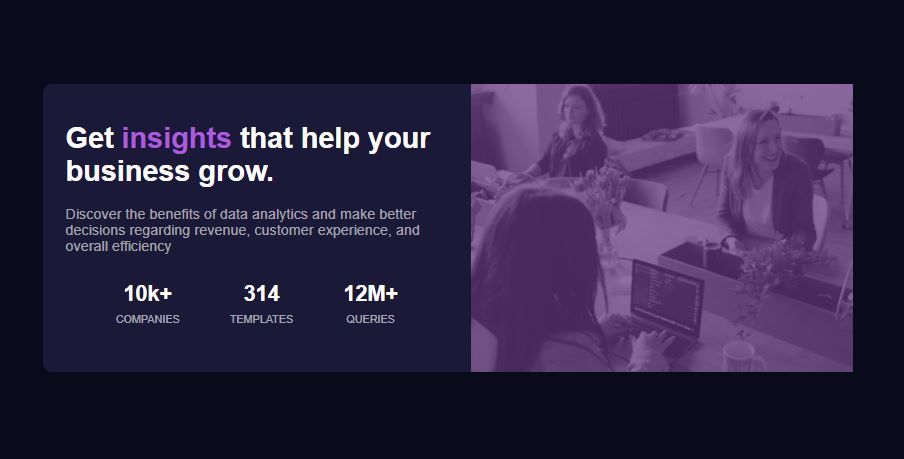 Get insights that help your
business grow.
Discover the benefits of data analytics and make better
decisions regarding revenue, customer experience, and
overall efficiency
10k+ 314 12M+
COMPANIES TEMPLATES QUERIES